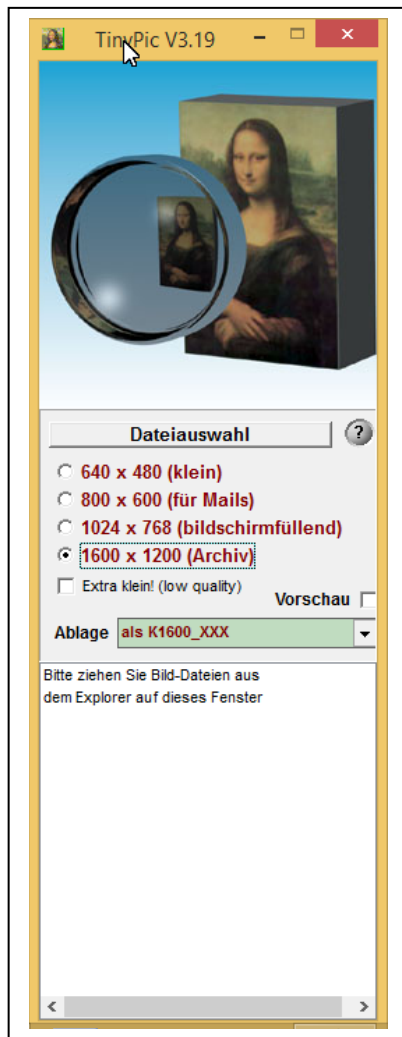 TinyPic V3.19
Dateiauswahl
?
640 x 480 (klein)
800 x 600 (für Mails)
1024 x 768 (bildschirmfüllend)
1600 x 1200 (Archiv)
Extra klein! (low quality)
Vorschau
Ablage als K1600_XXX
Bitte ziehen Sie Bild-Dateien aus
dem Explorer auf dieses Fenster